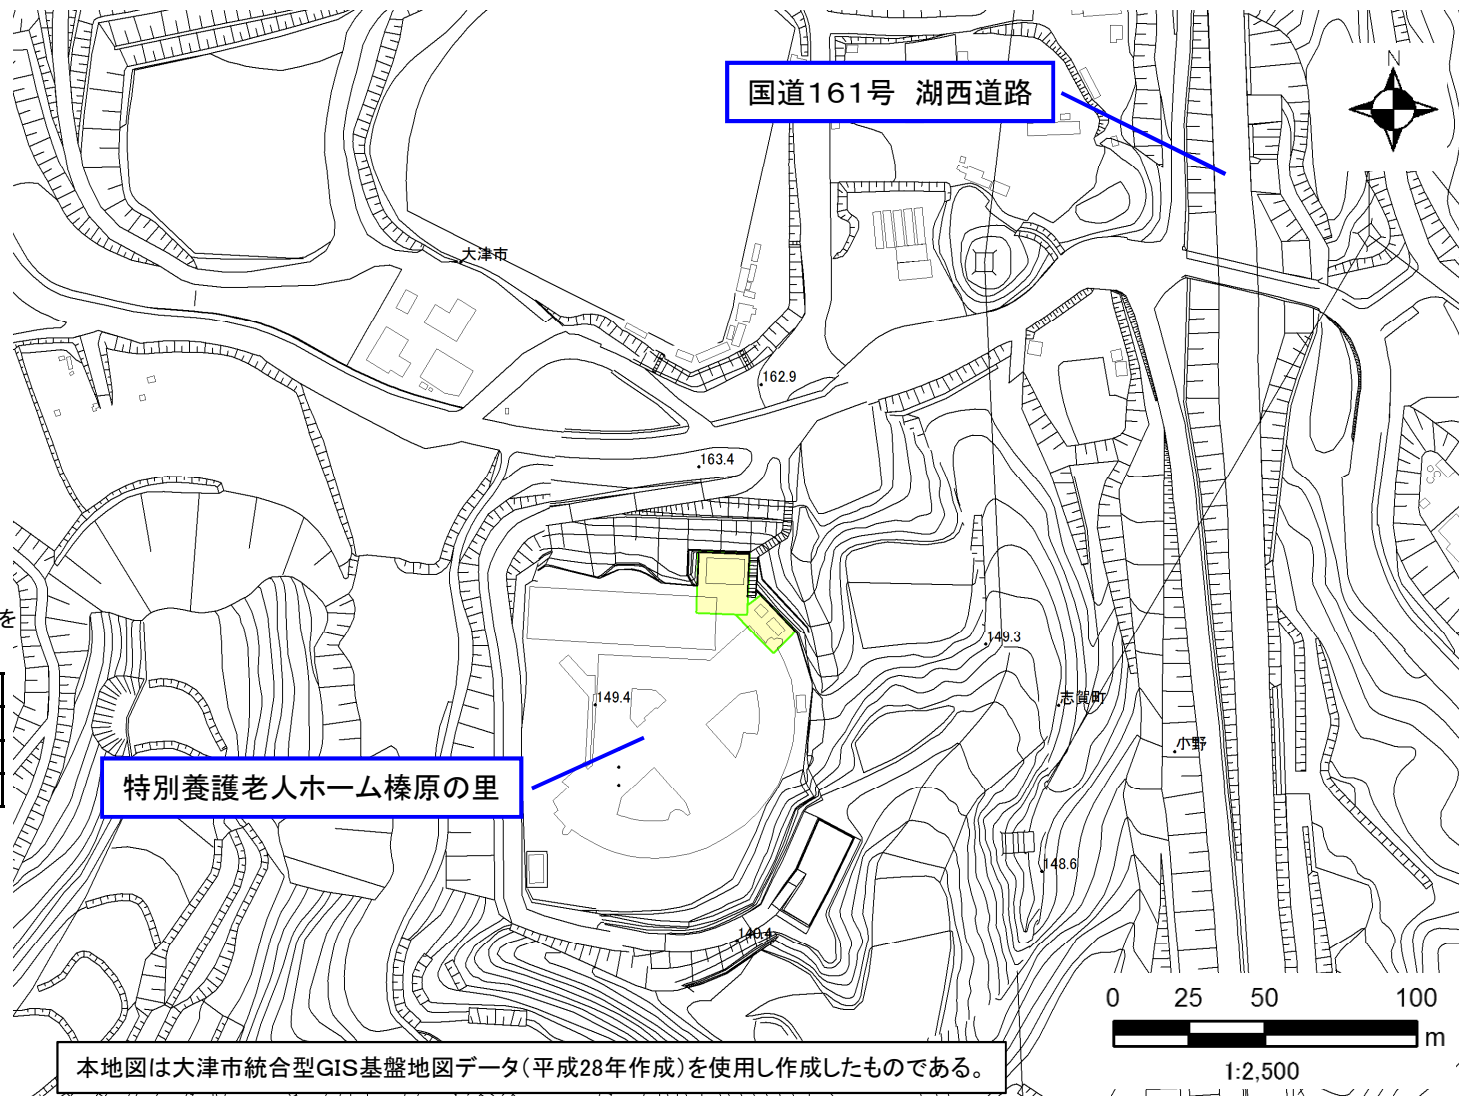 国道161号 湖西道路
N
大津市
162.9
163.4
を
149.3
149.4
志賀町
小野
特別養護老人ホーム榛原の里
148.6
140.4
0 25 50 100
m
1:2,500
本地図は大津市統合型GIS基盤地図データ(平成28年作成)を使用し作成したものである。